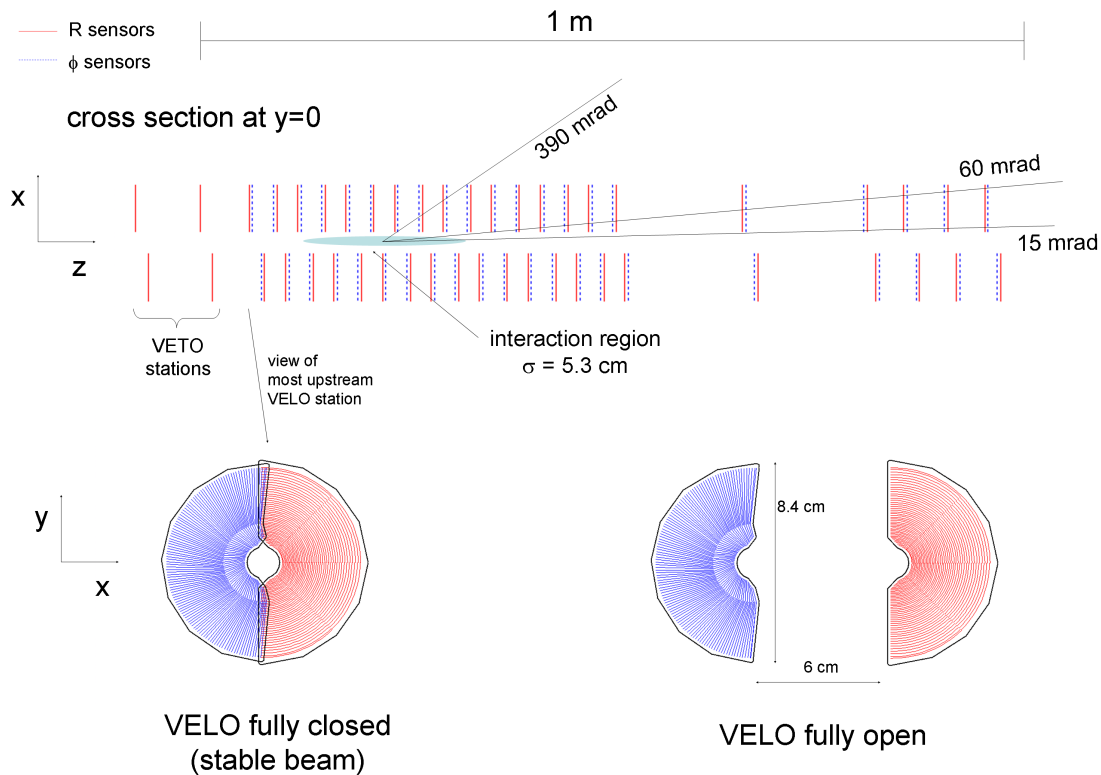 R sensors
ϕ sensors
1 m
cross section at y=0
390 mrad
60 mrad
15 mrad
x
z
VETO
stations
interaction region
σ = 5.3 cm
view of
most upstream
VELO station
y
x
8.4 cm
6 cm
VELO fully closed
(stable beam)
VELO fully open